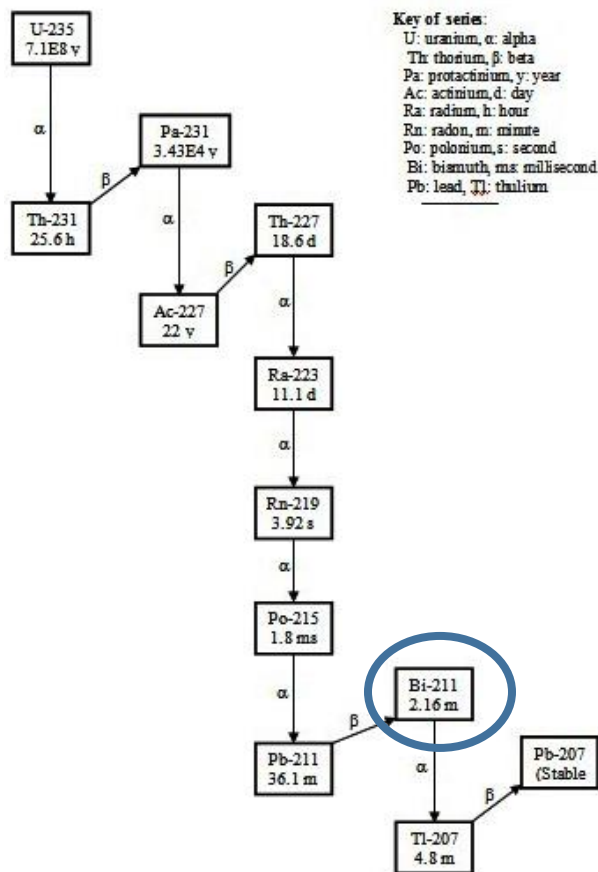 U-235
7.1E8 y
Key of series:
U: uranium, α: alpha
Th: thorium, β: beta
Pa: protactinium, y: year
Ac: actinium, d: day
Ra: radium, h: hour
Rn: radon, m: minute
Po: polonium, s: second
Bi: bismuth, ms: millisecond
Pb: lead, Tl: thulium
α
Pa-231
3.43E4 y
β
Th-231
25.6 h
α
Th-227
18.6 d
β
Ac-227
22 y
α
Ra-223
11.1 d
α
Rn-219
3.92 s
α
Po-215
1.8 ms
α
Bi-211
2.16 m
β
Pb-211
36.1 m
α
Pb-207
(Stable
β
Tl-207
4.8 m